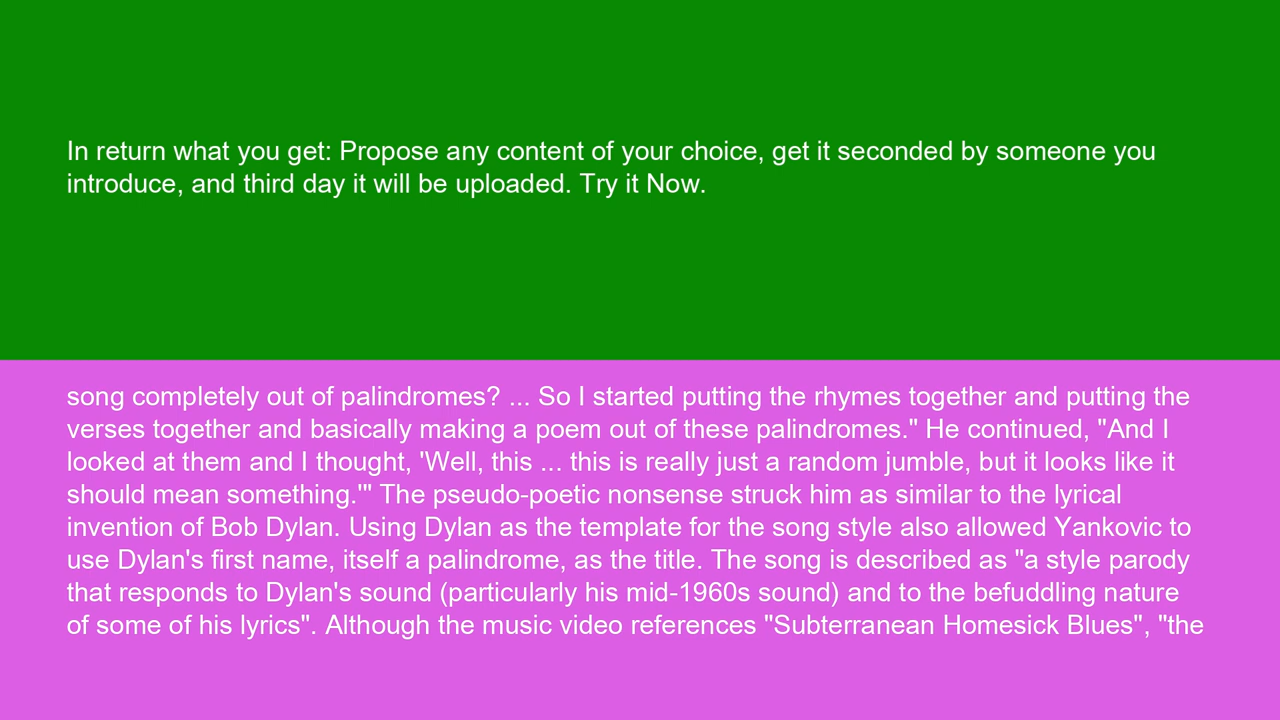 In return what you get: Propose any content of your choice, get it seconded by someone you
introduce, and third day it will be uploaded. Try it Now.
song completely out of palindromes? ... So I started putting the rhymes together and putting the
verses together and basically making a poem out of these palindromes." He continued, "And I
looked at them and I thought, 'Well, this ... this is really just a random jumble, but it looks like it
should mean something.'" The pseudo-poetic nonsense struck him as similar to the lyrical
invention of Bob Dylan. Using Dylan as the template for the song style also allowed Yankovic to
use Dylan's first name, itself a palindrome, as the title. The song is described as "a style parody
that responds to Dylan's sound (particularly his mid-1960s sound) and to the befuddling nature
of some of his lyrics". Although the music video references "Subterranean Homesick Blues", "the